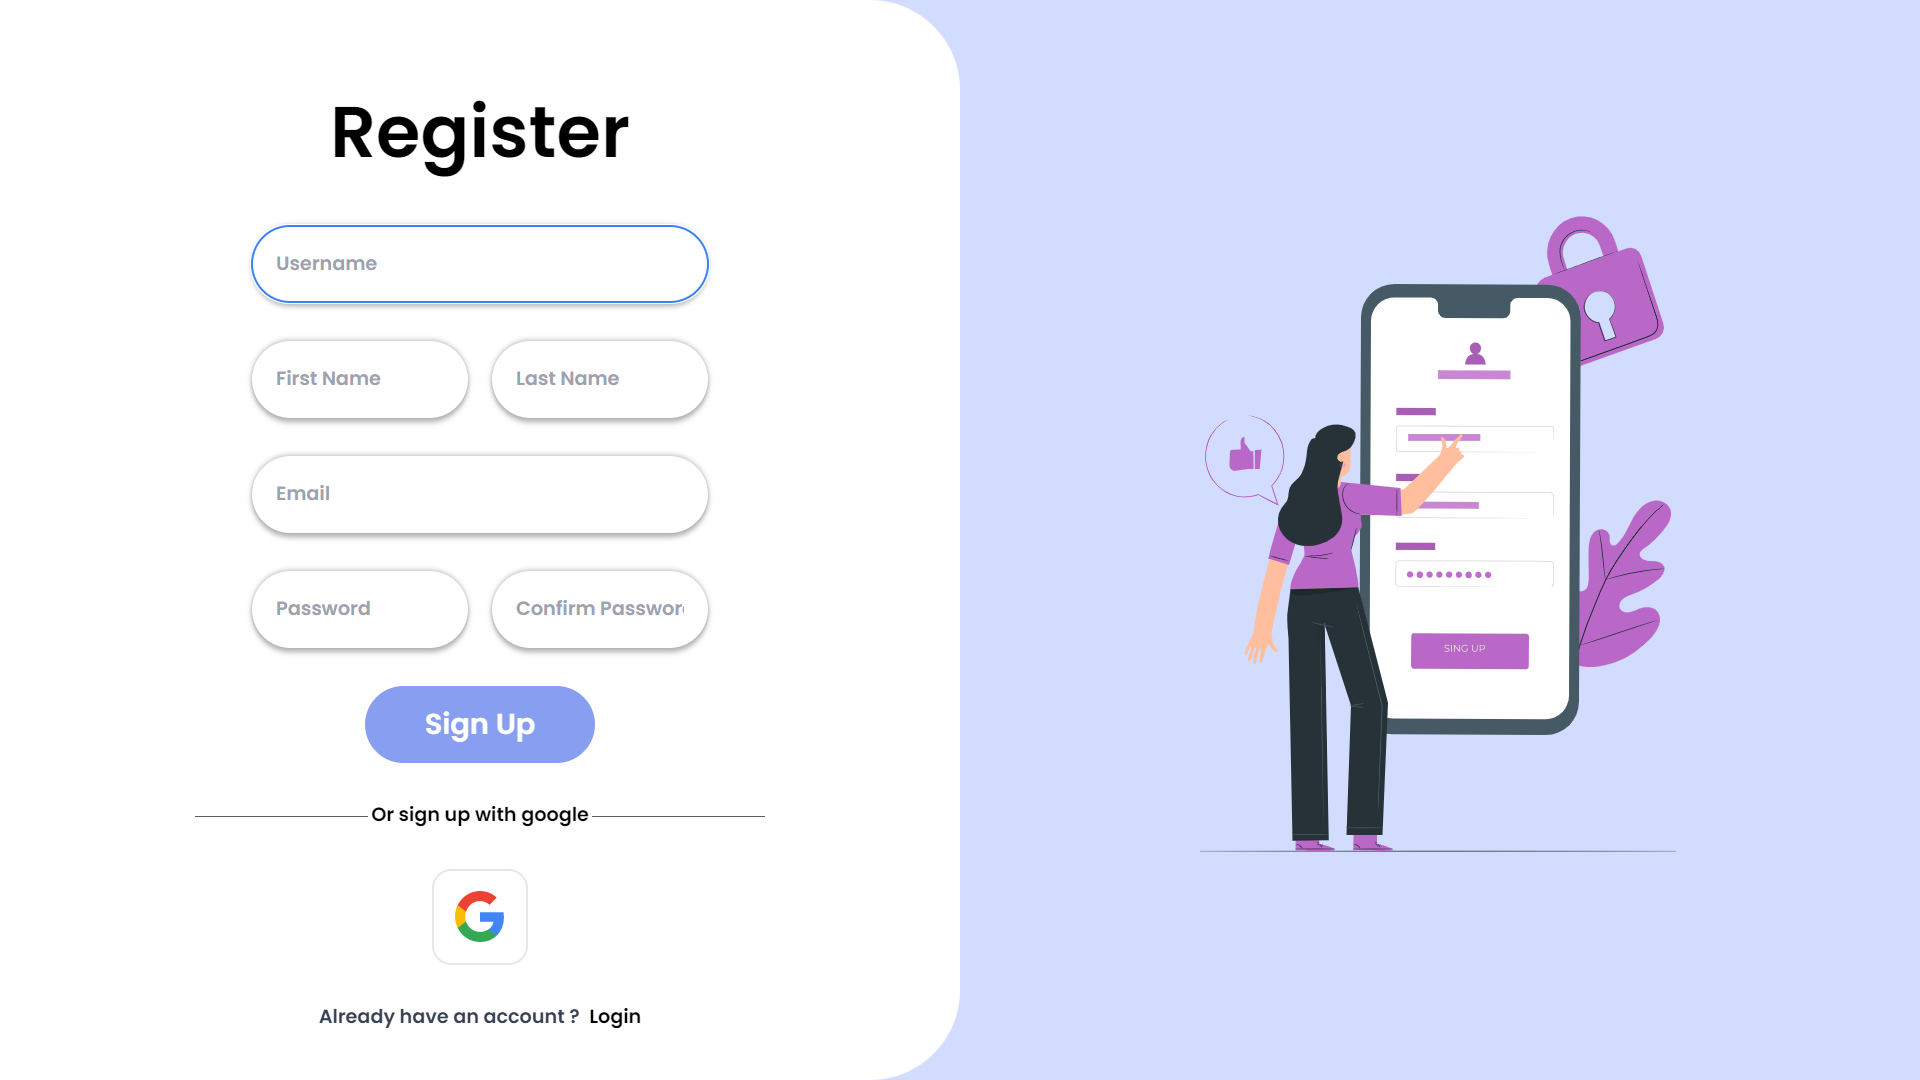 Register
Username
First Name Last Name
Email
Password Confirm Passwor
Sign Up
Or sign up with google
Already have an account ? Login
SING UP